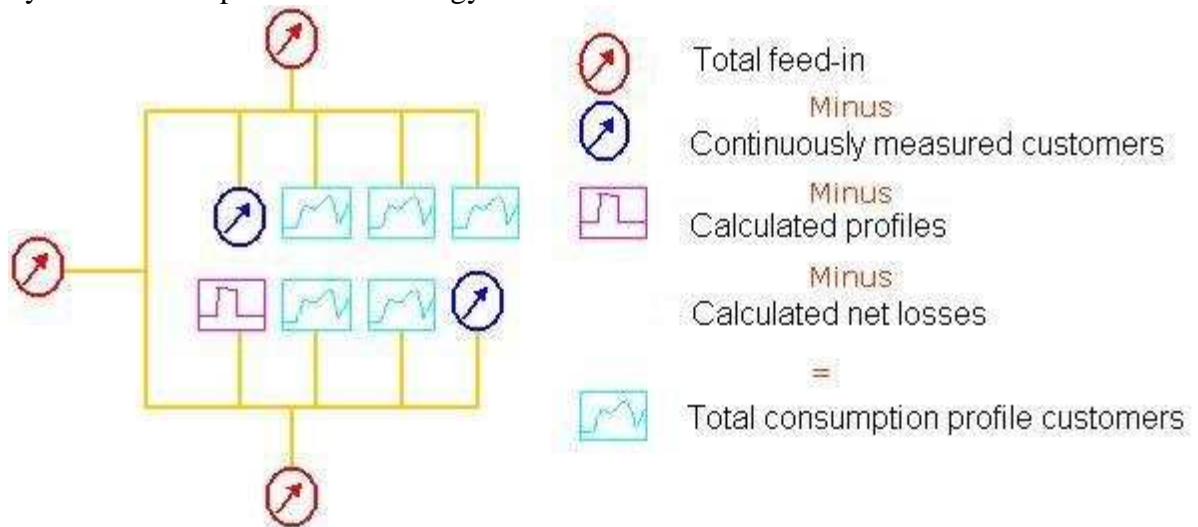 Total feed-in
Minus
Continuously measured customers
Minus
Calculated profiles
Minus
Calculated net losses
=
Total consumption profile customers